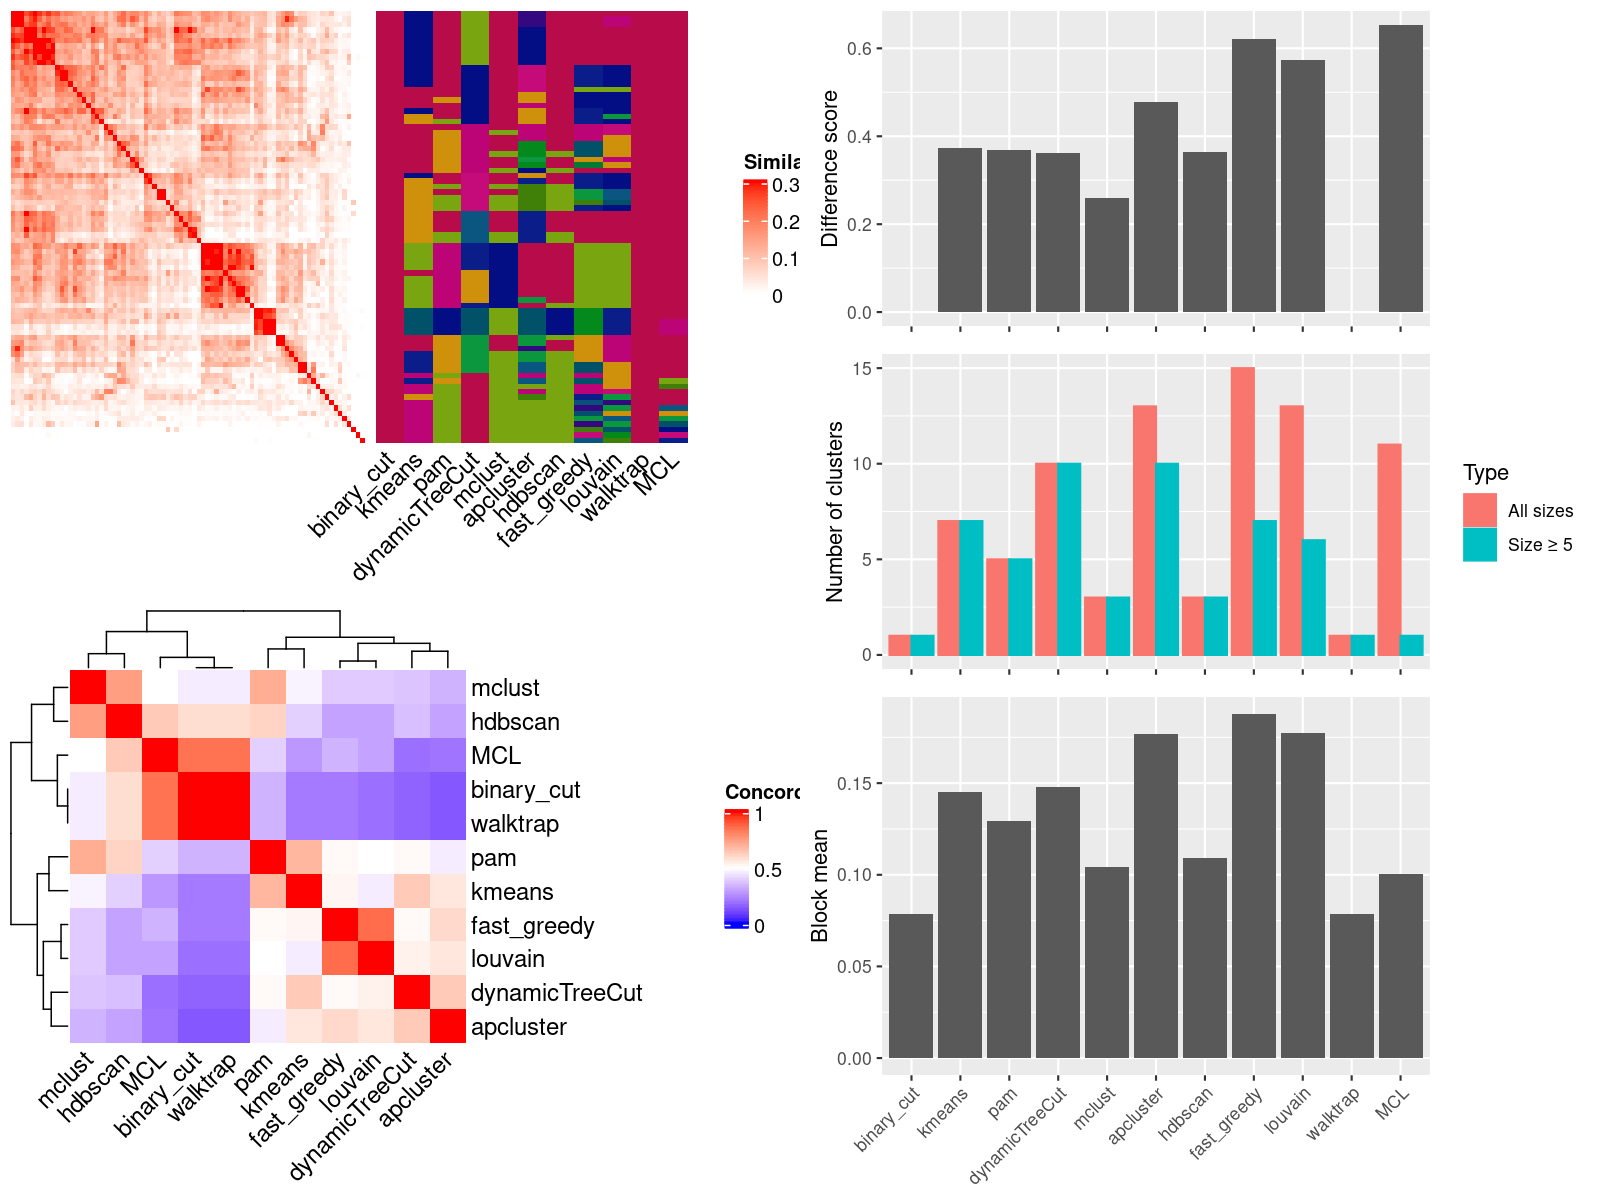 Simila
0.3
0.2
0.1
0
binary_cut
kmeans
pam
dynamicTreeCut
mclust
apcluster
hdbscan
fast_greedy
louvain
walktrap
MCL
Difference score
0.6
0.4
0.2
0.0
Number of clusters
15
10
5
0
Type
All sizes
Size ≥ 5
mclust
hdbscan
MCL
binary_cut
walktrap
pam
kmeans
fast_greedy
louvain
dynamicTreeCut
apcluster
mclust
hdbscan
MCL
binary_cut
walktrap
pam
kmeans
fast_greedy
louvain
dynamicTreeCut
apcluster
Concord
1
0.5
0
Block mean
0.15
0.10
0.05
0.00
binary_cut
kmeans
pam
dynamicTreeCut
mclust
apcluster
hdbscan
fast_greedy
louvain
walktrap
MCL